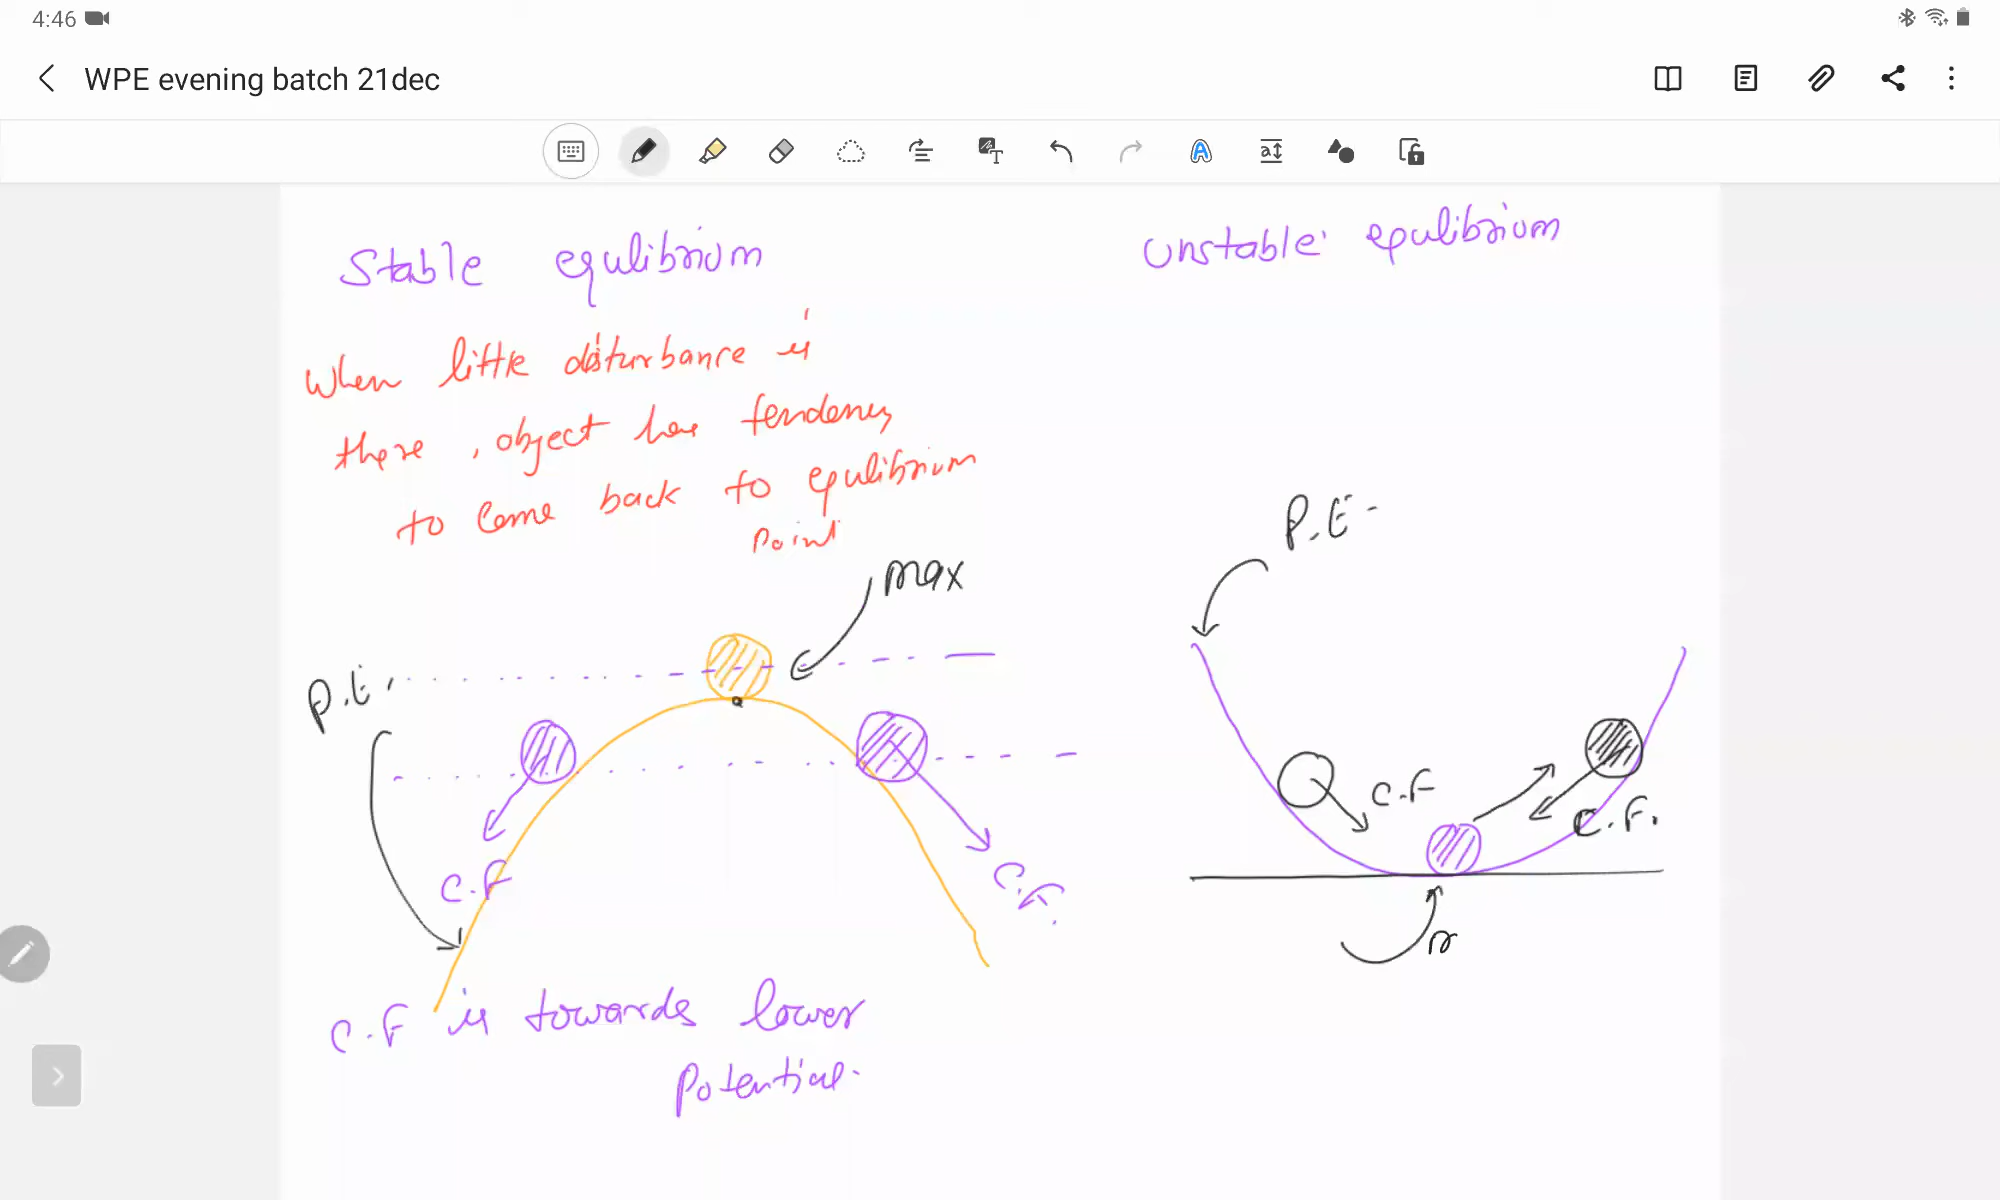 4:46
WPE evening batch 21dec
Stable equlibrium
Unstable equlibrium
When little disturbance is
there, object has tendency
to come back to equlibrium
point
P.E.
max
P.E.
C.F
C.F.
C.F
C.F.
C.F is towards lower
potential.